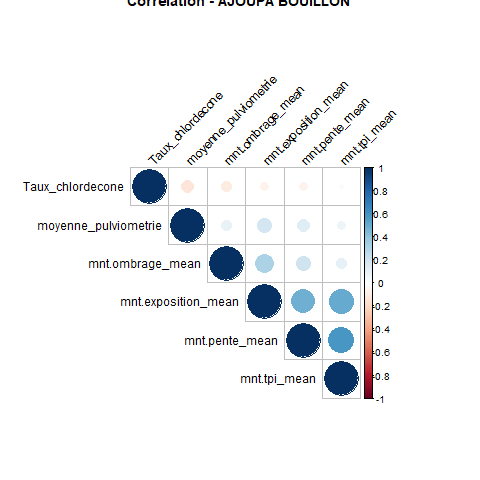 Correlation - AJOUPA BOUILLON
Taux_chlordecone
moyenne_pulviometrie
mnt.ombrage_mean
mnt.exposition_mean
mnt.pente_mean
mnt.tpi_mean
Taux_chlordecone
moyenne_pulviometrie
mnt.ombrage_mean
mnt.exposition_mean
mnt.pente_mean
mnt.tpi_mean
1
0.8
0.6
0.4
0.2
0
-0.2
-0.4
-0.6
-0.8
-1